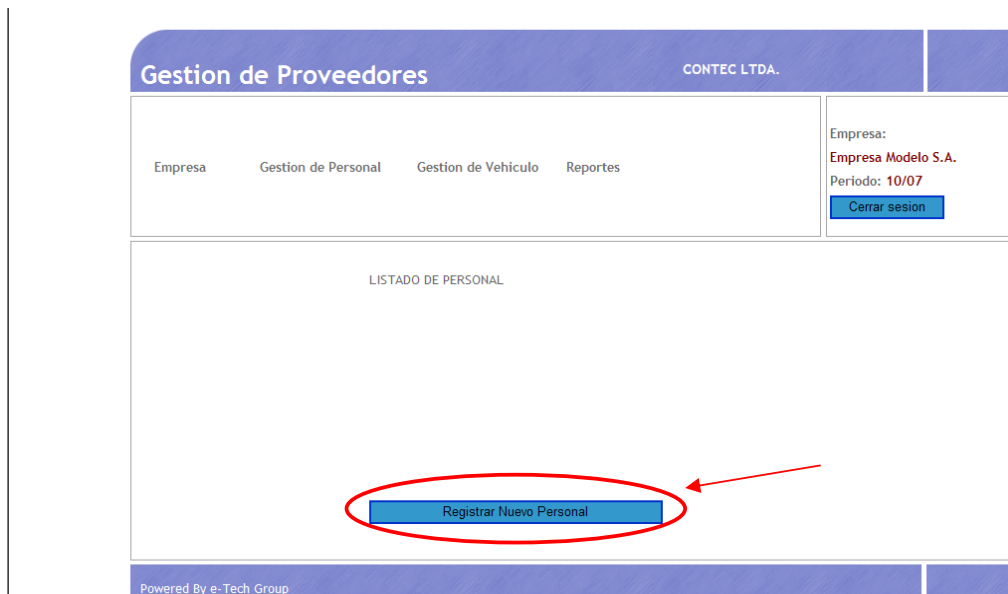 Gestion de Proveedores
CONTEC LTDA.
Empresa
Gestion de Personal
Gestion de Vehiculo
Reportes
Empresa:
Empresa Modelo S.A.
Periodo: 10/07
Cerrar sesion
LISTADO DE PERSONAL
Registrar Nuevo Personal
Powered By e-Tech Group